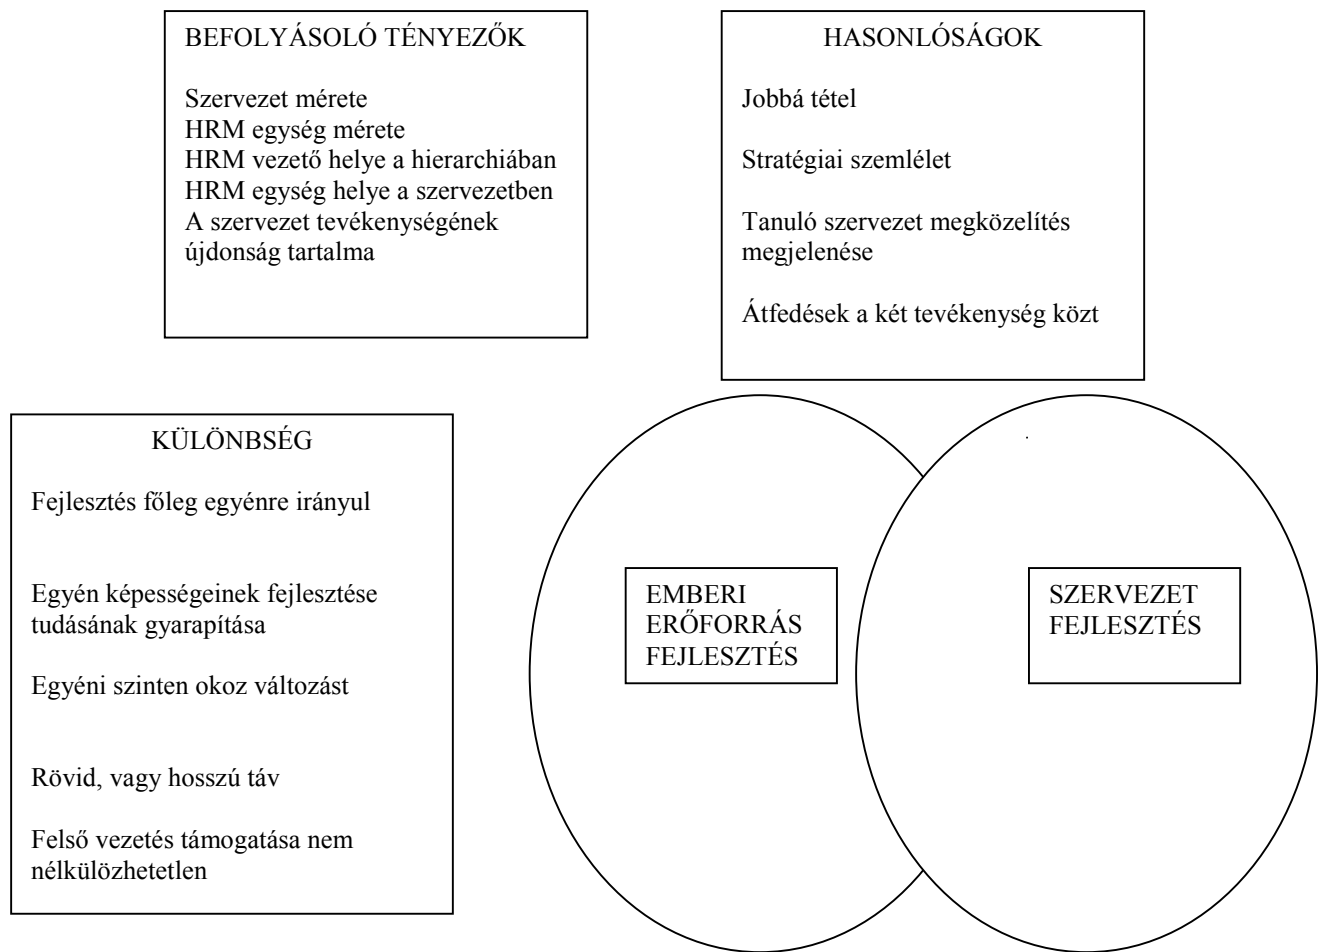 BEFOLYÁSOLÓ TÉNYEZŐK
Szervezet mérete
HRM egység mérete
HRM vezető helye a hierarchiában
HRM egység helye a szervezetben
A szervezet tevékenységének
újdonság tartalma
HASONLÓSÁGOK
Jobbá tétel
Stratégiai szemlélet
Tanuló szervezet megközelítés
megjelenése
Átfedések a két tevékenység közt
KÜLÖNBSÉG
Fejlesztés főleg egyénre irányul
Egyén képességeinek fejlesztése
tudásának gyarapítása
Egyéni szinten okoz változást
Rövid, vagy hosszú táv
Felső vezetés támogatása nem
nélkülözhetetlen
EMBERI
ERŐFORRÁS
FEJLESZTÉS
SZERVEZET
FEJLESZTÉS